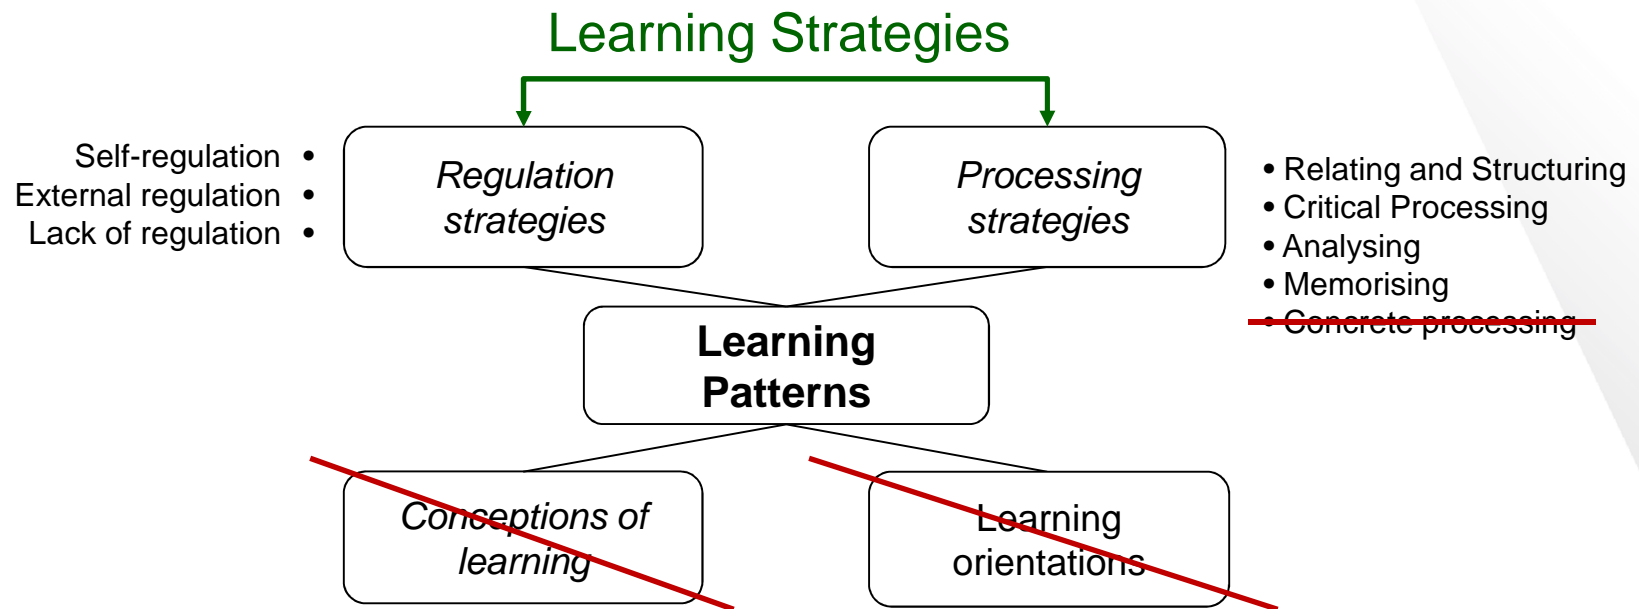 Learning Strategies
Self-regulation •
External regulation •
Lack of regulation •
Regulation
strategies
Processing
strategies
• Relating and Structuring
• Critical Processing
• Analysing
• Memorising
• Concrete processing
Learning
Patterns
Conceptions of
learning
Learning
orientations